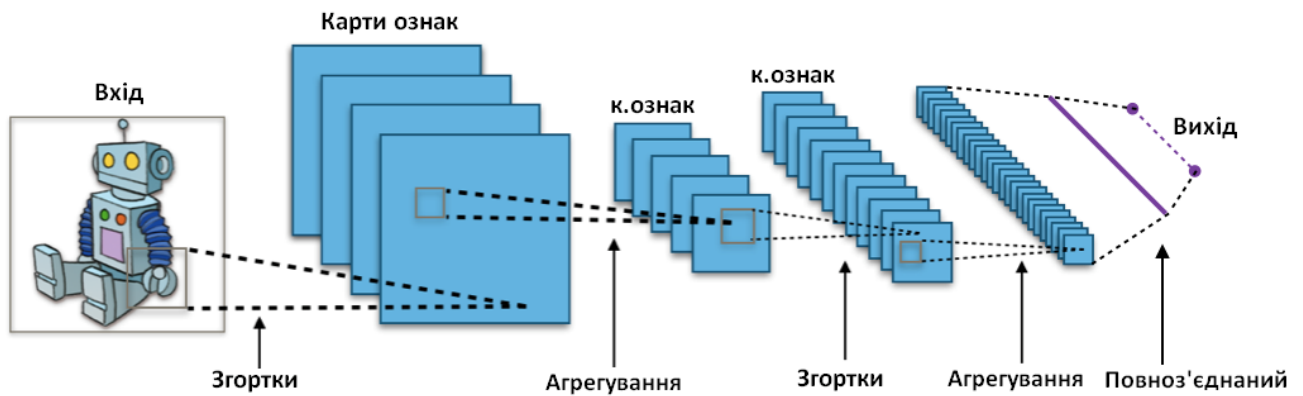 Карти ознак
Вхід
к.ознак
к.ознак
Вихід
Згортки
Агрегування
Згортки
Агрегування
Повноз'єднаний